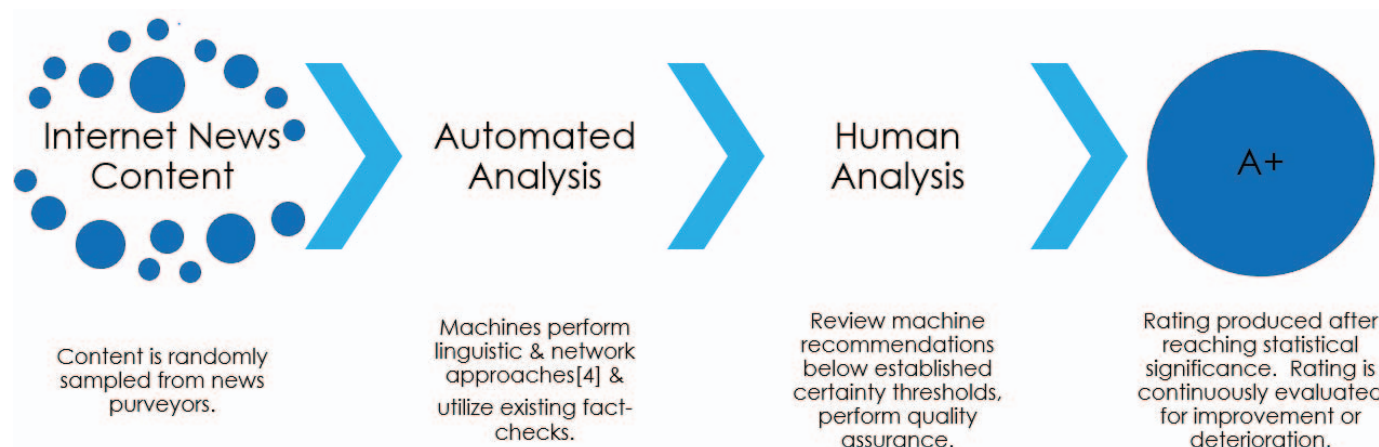 Internet News
Content
Automated
Analysis
Human
Analysis
A+
Content is randomly
sampled from news
purveyors.
Machines perform
linguistic & network
approaches[4] &
utilize existing fact-
checks.
Review machine
recommendations
below established
certainty thresholds,
perform quality
assurance.
Rating produced after
reaching statistical
significance.  Rating is
continuously evaluated
for improvement or
deterioration.